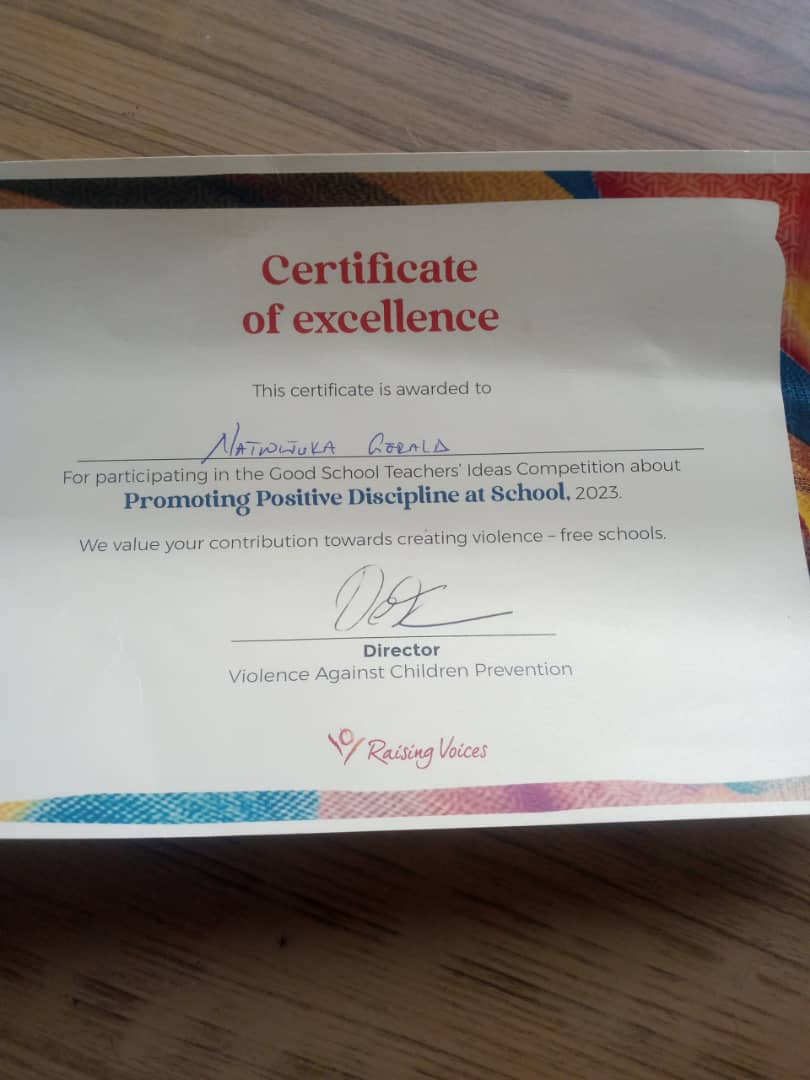 Certificate
of excellence
This certificate is awarded to
NATWIJUKA GERALD
For participating in the Good School Teachers' Ideas Competition about
Promoting Positive Discipline at School, 2023.
We value your contribution towards creating violence – free schools.
Director
Violence Against Children Prevention
Raising Voices